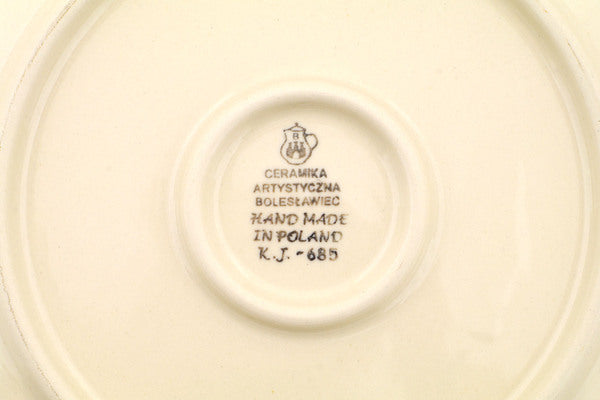 B
CERAMIKA
ARTYSTYCZNA
BOLESŁAWIEC
HAND MADE
IN POLAND
K.J. -685